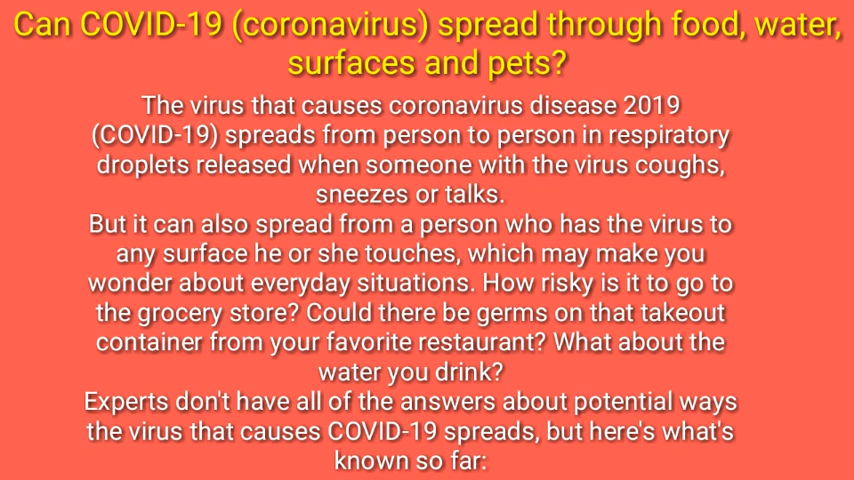 Can COVID-19 (coronavirus) spread through food, water,
surfaces and pets?
The virus that causes coronavirus disease 2019
(COVID-19) spreads from person to person in respiratory
droplets released when someone with the virus coughs,
sneezes or talks.
But it can also spread from a person who has the virus to
any surface he or she touches, which may make you
wonder about everyday situations. How risky is it to go to
the grocery store? Could there be germs on that takeout
container from your favorite restaurant? What about the
water you drink?
Experts don't have all of the answers about potential ways
the virus that causes COVID-19 spreads, but here's what's
known so far: